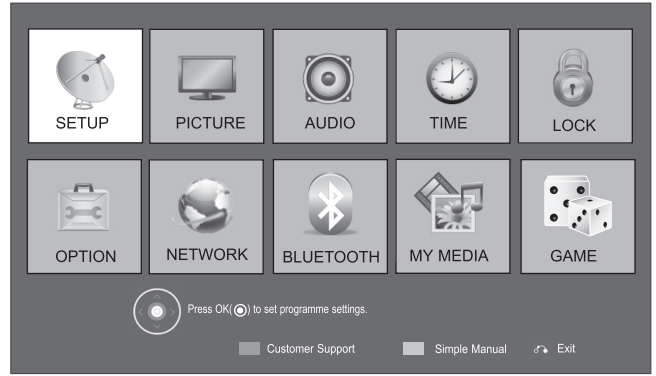 SETUP PICTURE AUDIO TIME LOCK
OPTION NETWORK BLUETOOTH MY MEDIA GAME
Press OK(◉) to set programme settings.
Customer Support Simple Manual Exit